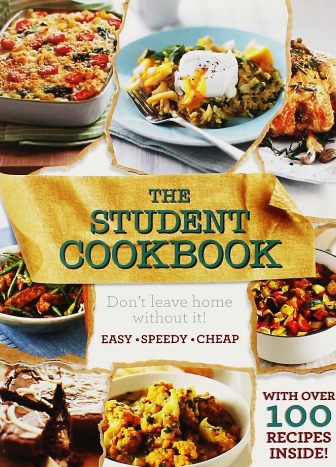 THE
STUDENT
COOKBOOK
Don't leave home
without it!
EASY • SPEEDY • CHEAP
WITH OVER
100
RECIPES
INSIDE!